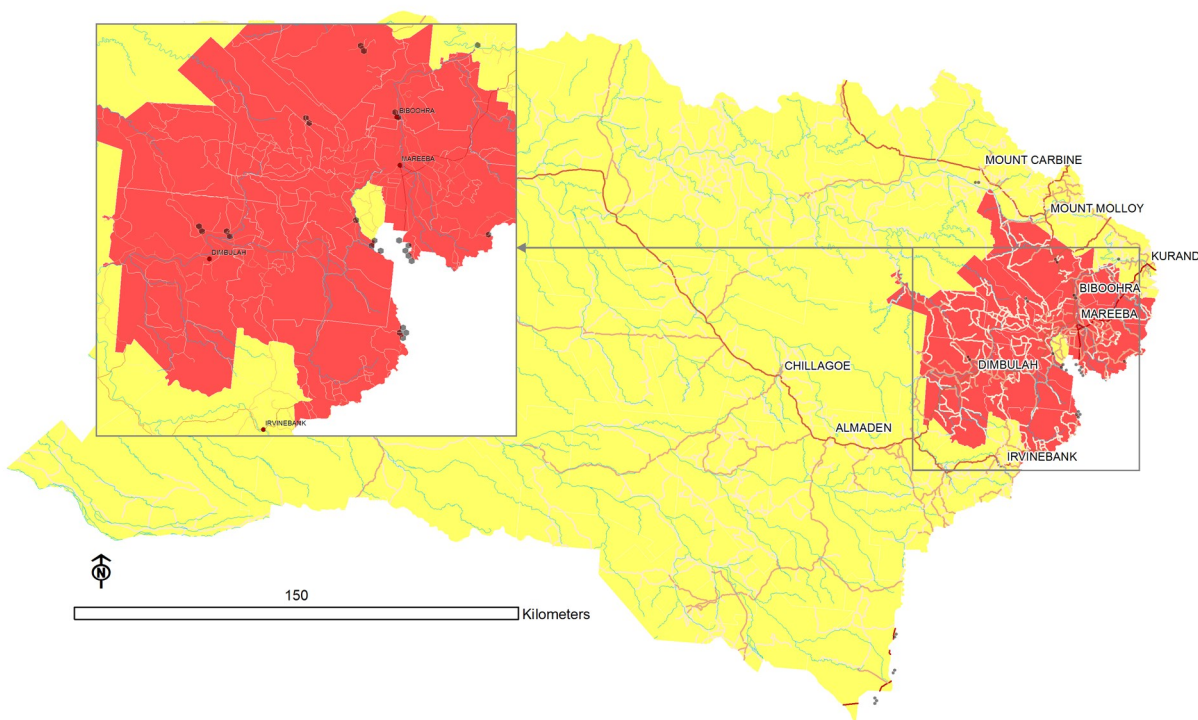 BIBOOHRA
MAREEBA
DIMBULAH
IRVINEBANK
MOUNT CARBINE
MOUNT MOLLOY
KURAND
BIBOOHRA
MAREEBA
DIMBULAH
CHILLAGOE
ALMADEN
IRVINEBANK
N
150
Kilometers